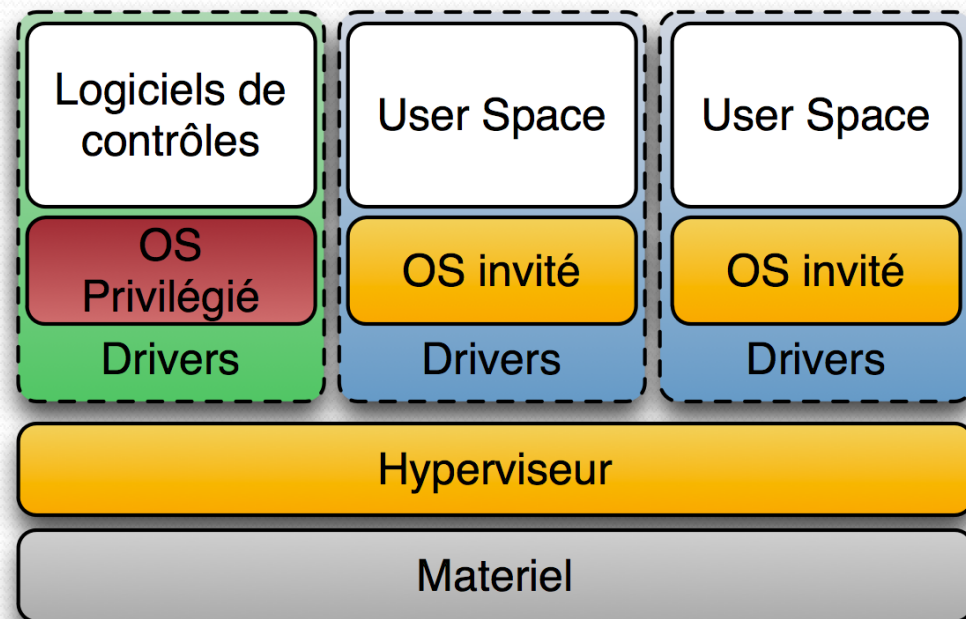 Logiciels de
contrôles
User Space
User Space
OS
Privilégié
OS invité
OS invité
Drivers
Drivers
Drivers
Hyperviseur
Materiel